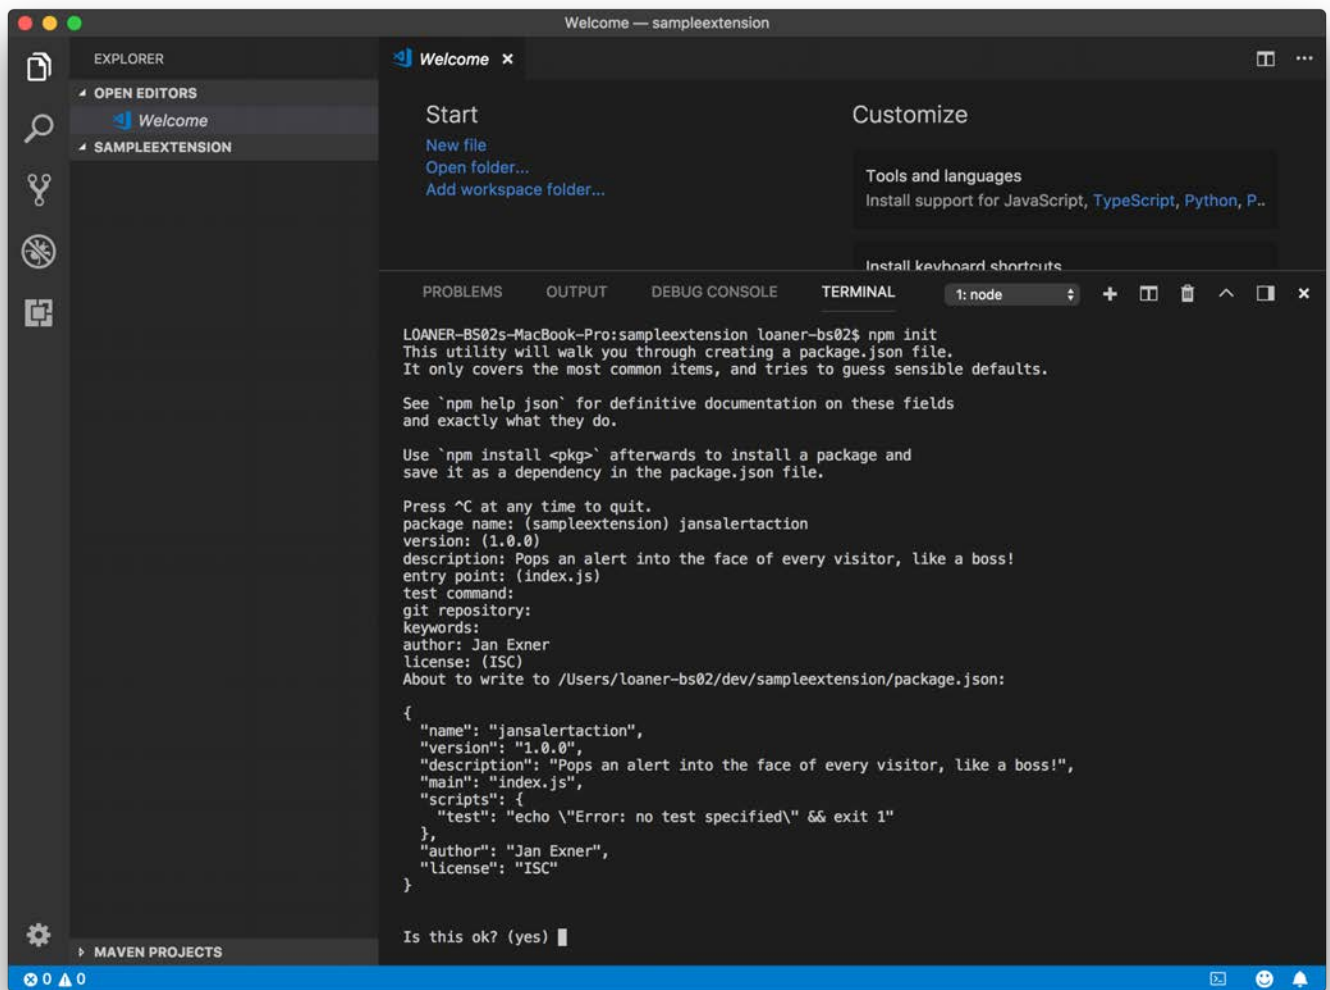 Welcome — sampleextension
EXPLORER
OPEN EDITORS
Welcome
SAMPLEEXTENSION
MAVEN PROJECTS
Welcome
Start
New file
Open folder...
Add workspace folder...
Customize
Tools and languages
Install support for JavaScript, TypeScript, Python, P..
Install keyboard shortcuts
PROBLEMS OUTPUT DEBUG CONSOLE TERMINAL 1: node
LOANER-BS02s-MacBook-Pro:sampleextension loaner-bs02$ npm init
This utility will walk you through creating a package.json file.
It only covers the most common items, and tries to guess sensible defaults.
See `npm help json` for definitive documentation on these fields
and exactly what they do.
Use `npm install <pkg>` afterwards to install a package and
save it as a dependency in the package.json file.
Press ^C at any time to quit.
package name: (sampleextension) jansalertaction
version: (1.0.0)
description: Pops an alert into the face of every visitor, like a boss!
entry point: (index.js)
test command:
git repository:
keywords:
author: Jan Exner
license: (ISC)
About to write to /Users/loaner-bs02/dev/sampleextension/package.json:
{
"name": "jansalertaction",
"version": "1.0.0",
"description": "Pops an alert into the face of every visitor, like a boss!",
"main": "index.js",
"scripts": {
"test": "echo \"Error: no test specified\" && exit 1"
},
"author": "Jan Exner",
"license": "ISC"
}
Is this ok? (yes)
0 0